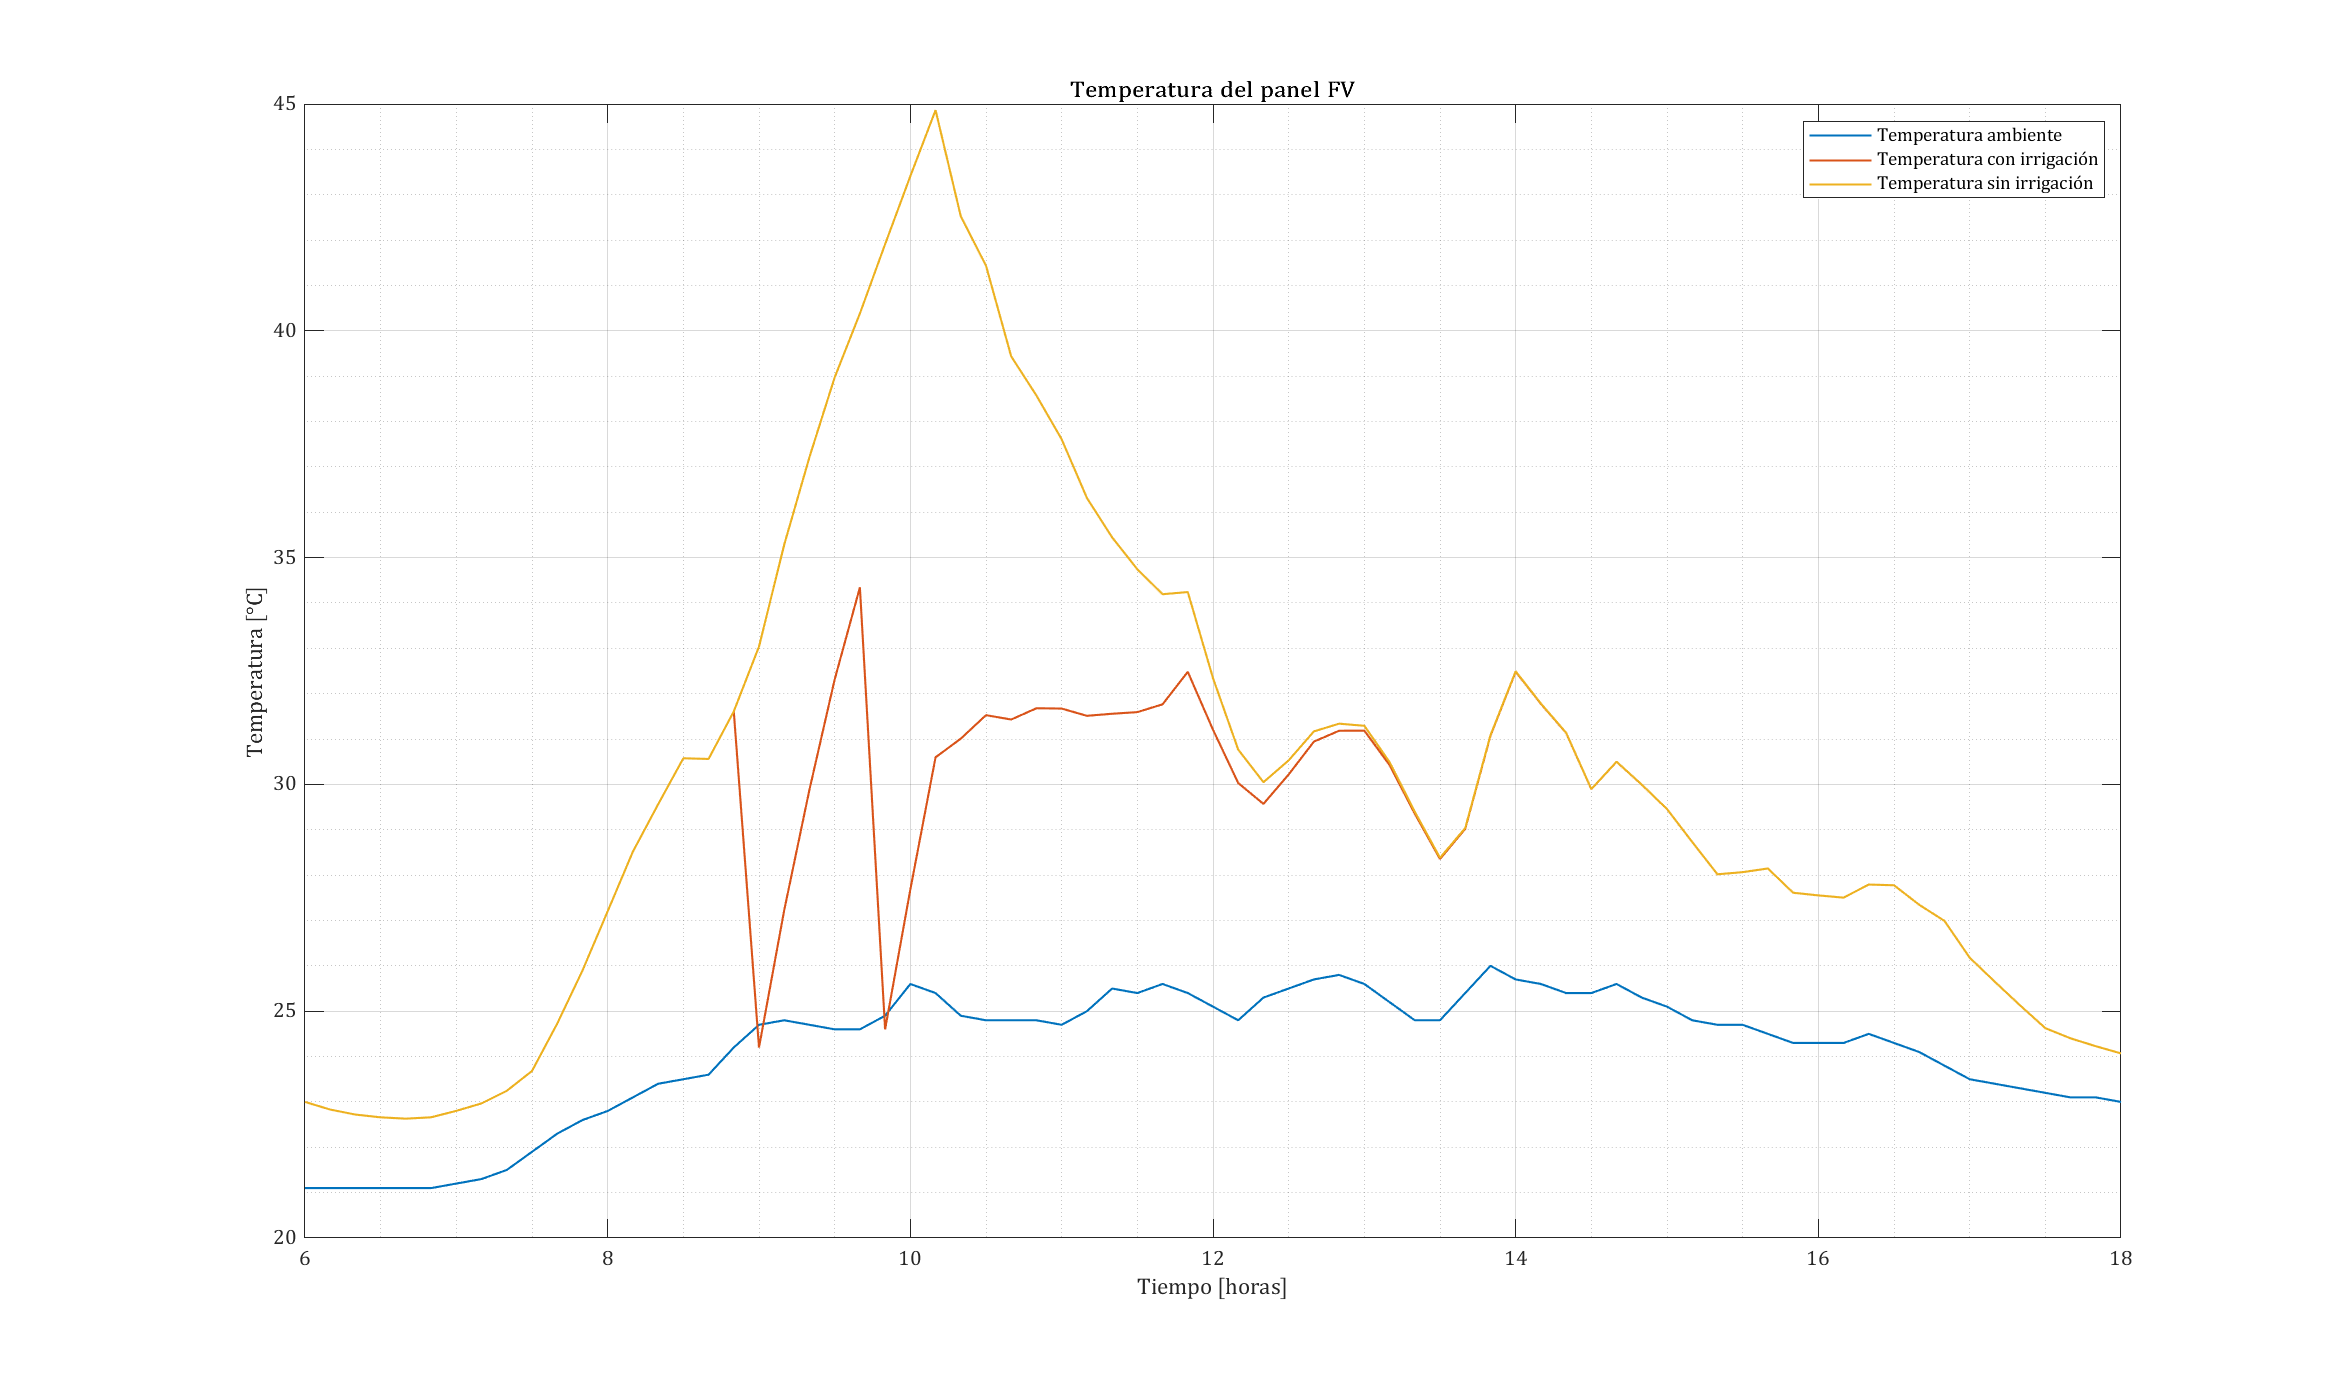 Temperatura del panel FV
45
Temperatura ambiente
Temperatura con irrigación
Temperatura sin irrigación
40
35
Temperatura [°C]
30
25
20
6 8 10 12 14 16 18
Tiempo [horas]